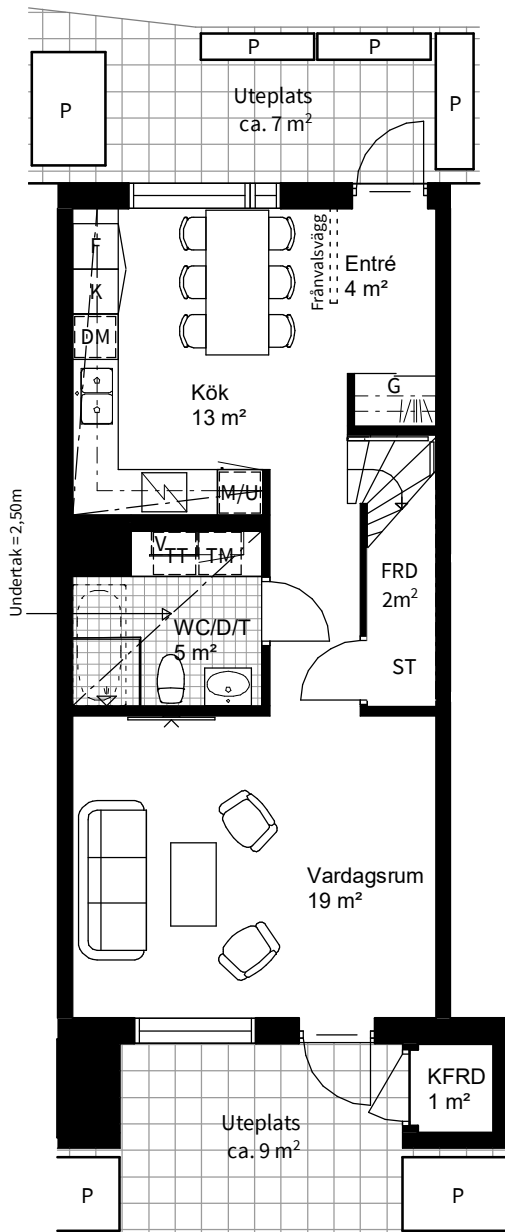 P
P
P
P
Uteplats
ca. 7 m²
Frånvalsvägg
Entré
4 m²
F
K
DM
G
Kök
13 m²
M/U
Undertak = 2,50m
V
TT
TM
FRD
2m²
WC/D/T
5 m²
ST
Vardagsrum
19 m²
KFRD
1 m²
Uteplats
ca. 9 m²
P
P